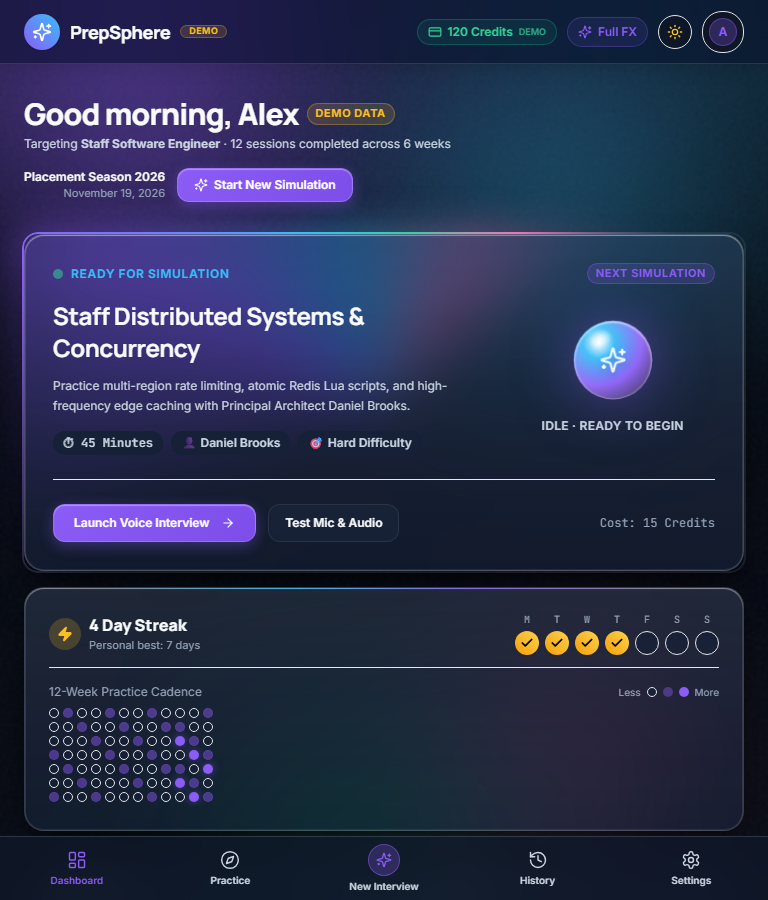 PrepSphere DEMO
120 Credits DEMO
Full FX
A
Good morning, Alex DEMO DATA
Targeting Staff Software Engineer · 12 sessions completed across 6 weeks
Placement Season 2026
November 19, 2026
Start New Simulation
READY FOR SIMULATION
NEXT SIMULATION
Staff Distributed Systems &
Concurrency
Practice multi-region rate limiting, atomic Redis Lua scripts, and high-
frequency edge caching with Principal Architect Daniel Brooks.
45 Minutes
Daniel Brooks
Hard Difficulty
IDLE · READY TO BEGIN
Launch Voice Interview
Test Mic & Audio
Cost: 15 Credits
4 Day Streak
Personal best: 7 days
M T W T F S S
12-Week Practice Cadence
Less More
Dashboard
Practice
New Interview
History
Settings